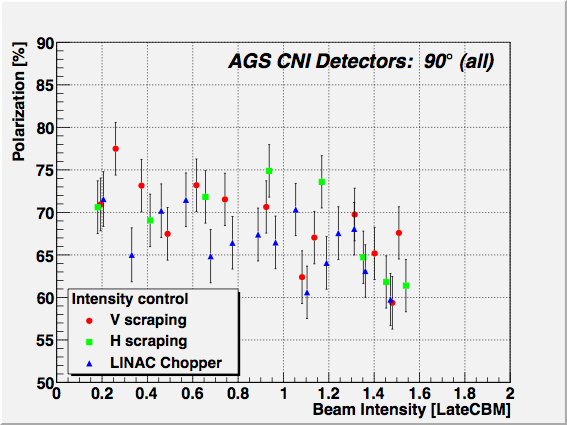 AGS CNI Detectors: 90° (all)
Polarization [%]
90
85
80
75
70
65
60
55
50
Intensity control
V scraping
H scraping
LINAC Chopper
0 0.2 0.4 0.6 0.8 1 1.2 1.4 1.6 1.8 2
Beam Intensity [LateCBM]